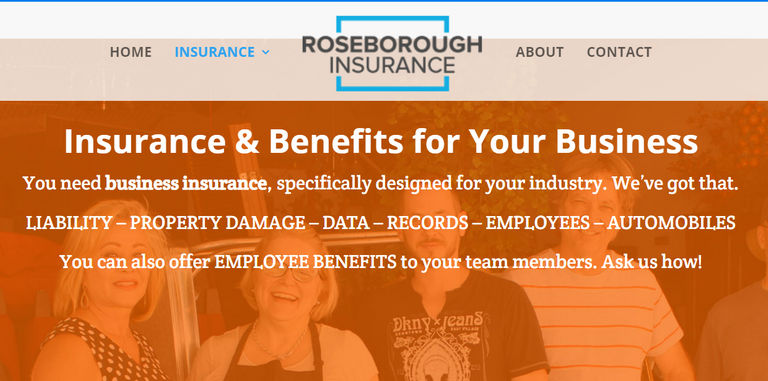 HOME INSURANCE ROSEBOROUGH INSURANCE ABOUT CONTACT
Insurance & Benefits for Your Business
You need business insurance, specifically designed for your industry. We've got that.
LIABILITY – PROPERTY DAMAGE – DATA – RECORDS – EMPLOYEES – AUTOMOBILES
You can also offer EMPLOYEE BENEFITS to your team members. Ask us how!
DKNY JEANS